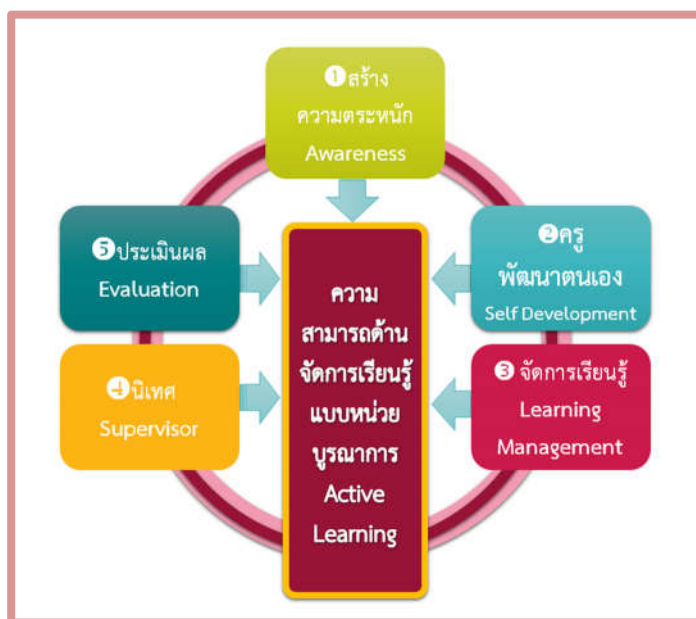 ❶สร้าง
ความตระหนัก
Awareness
❷ครู
พัฒนาตนเอง
Self Development
❸ จัดการเรียนรู้
Learning
Management
❹นิเทศ
Supervisor
❺ประเมินผล
Evaluation
ความ
สามารถด้าน
จัดการเรียนรู้
แบบหน่วย
บูรณาการ
Active
Learning